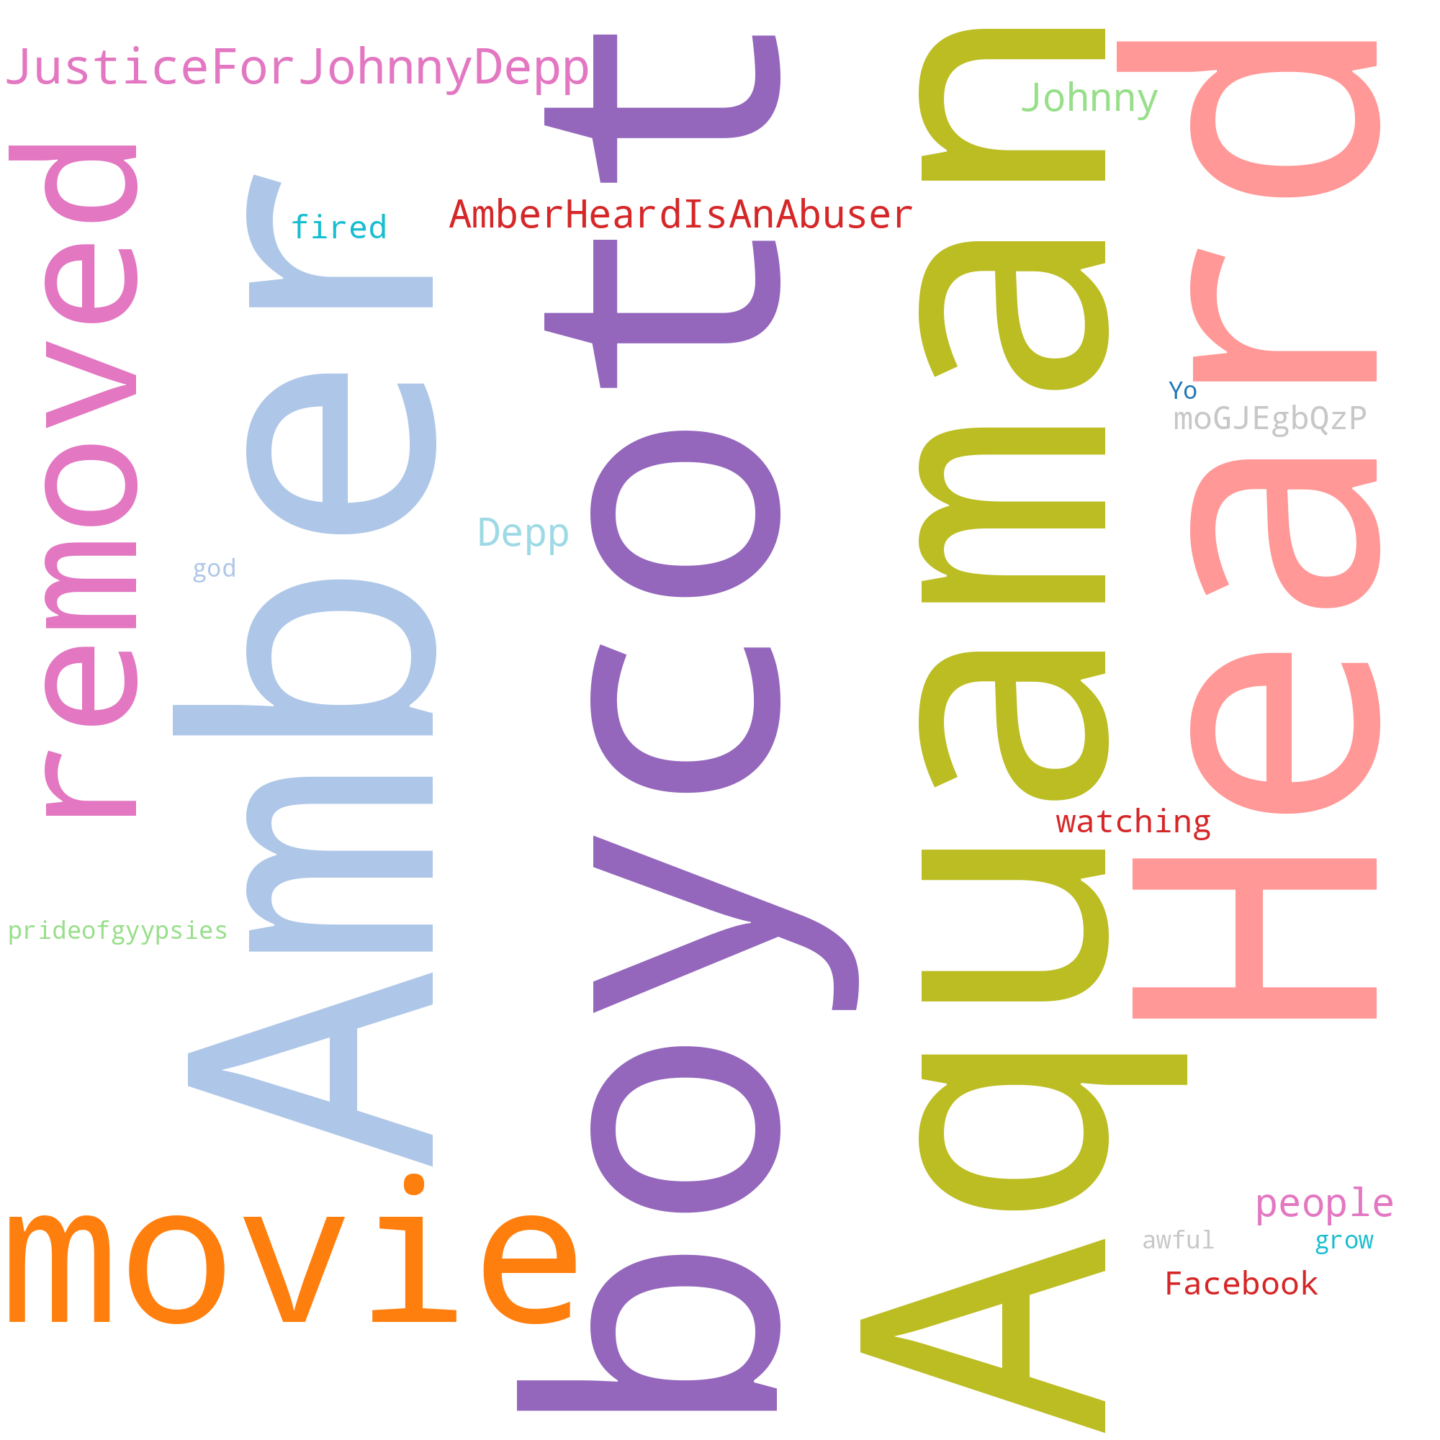 JusticeForJohnnyDepp
Johnny
removed
Amber
fired
boycott
AmberHeardIsAnAbuser
Aquaman
Heard
Yo
moGJEgbQzP
Depp
god
watching
prideofgyypsies
movie
people
awful
grow
Facebook